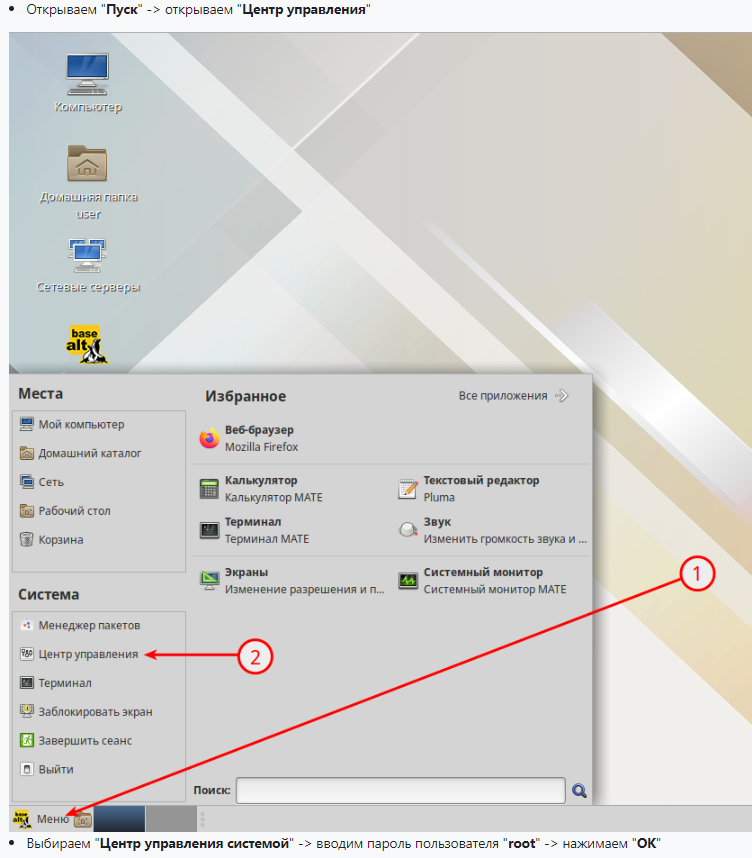 • Открываем "Пуск" -> открываем "Центр управления"
Компьютер
Домашняя папка
user
Сетевые серверы
base
alt
Места
Мой компьютер
Домашний каталог
Сеть
Рабочий стол
Корзина
Система
Менеджер пакетов
Центр управления
Терминал
Заблокировать экран
Завершить сеанс
Выйти
Избранное
Все приложения
Веб-браузер
Mozilla Firefox
Калькулятор
Калькулятор MATE
Текстовый редактор
Pluma
Терминал
Терминал MATE
Звук
Изменить громкость звука и ...
Экраны
Изменение разрешения и п...
Системный монитор
Системный монитор MATE
1
2
Поиск:
base
alt
Меню
• Выбираем "Центр управления системой" -> вводим пароль пользователя "root" -> нажимаем "ОК"